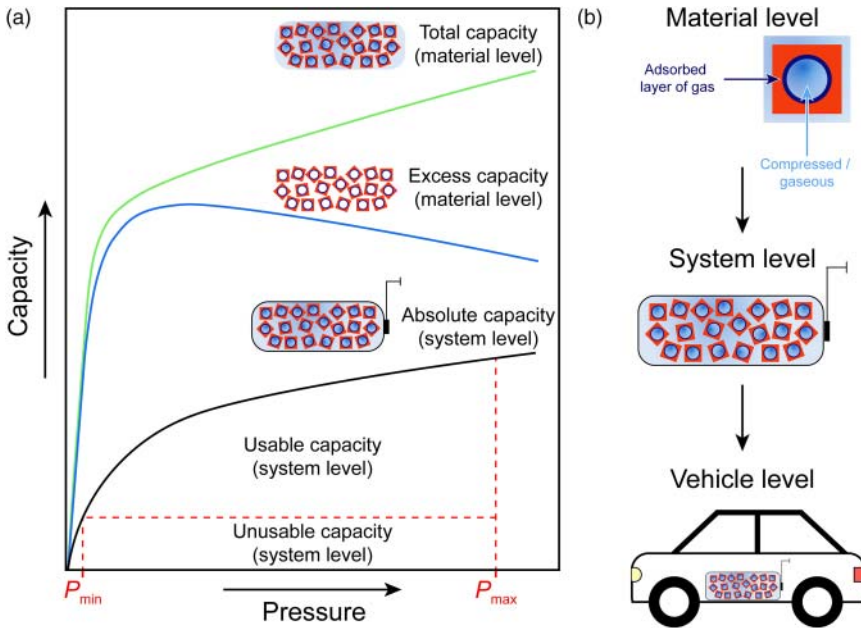 (a)
Total capacity
(material level)
Excess capacity
(material level)
Absolute capacity
(system level)
Usable capacity
(system level)
Unusable capacity
(system level)
Capacity
Pmin
Pressure
Pmax
(b)
Material level
Adsorbed
layer of gas
Compressed /
gaseous
System level
Vehicle level